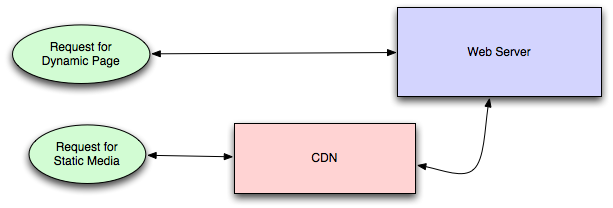 Request for
Dynamic Page
Web Server
Request for
Static Media
CDN